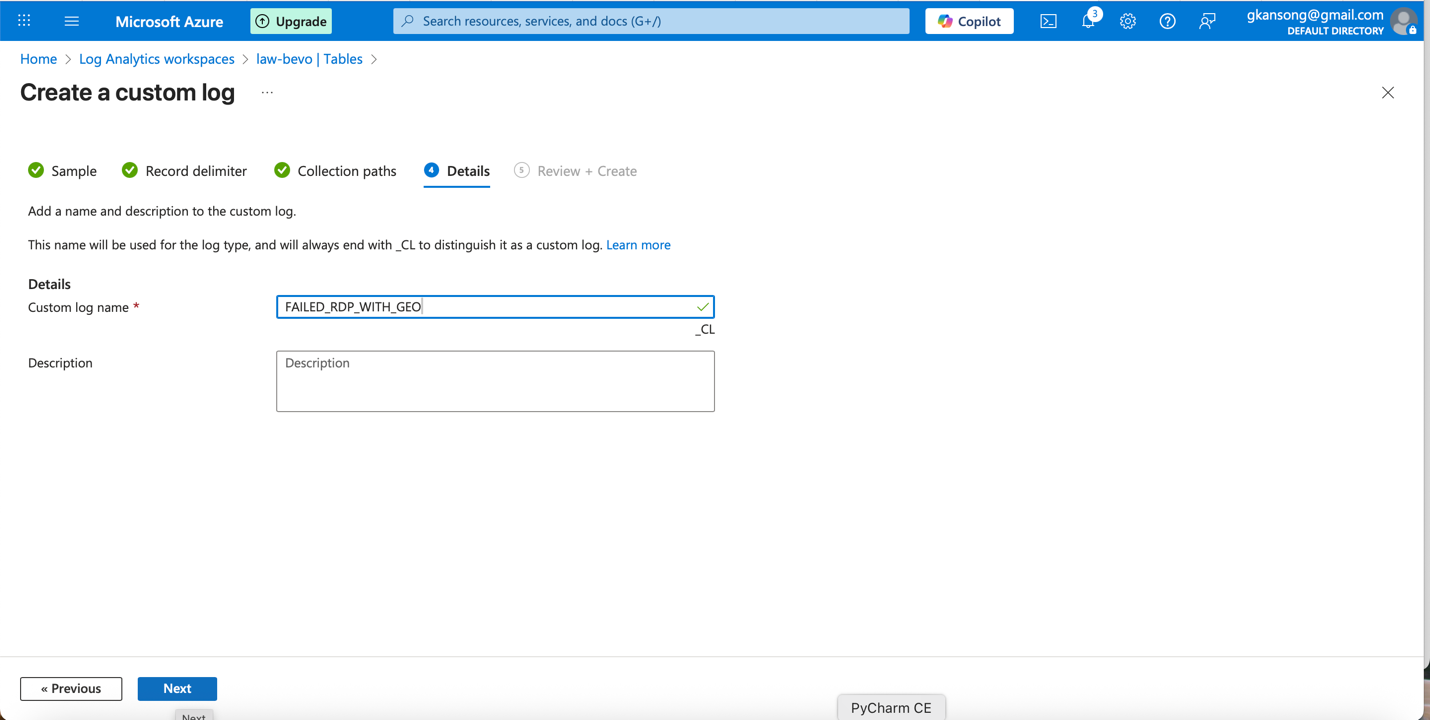 Microsoft Azure Upgrade Search resources, services, and docs (G+/) Copilot 3 gkansong@gmail.com
DEFAULT DIRECTORY
Home > Log Analytics workspaces > law-bevo | Tables >
Create a custom log ...
Sample Record delimiter Collection paths 4 Details 5 Review + Create
Add a name and description to the custom log.
This name will be used for the log type, and will always end with _CL to distinguish it as a custom log. Learn more
Details
Custom log name * FAILED_RDP_WITH_GEO
_CL
Description Description
« Previous Next
Next
PyCharm CE